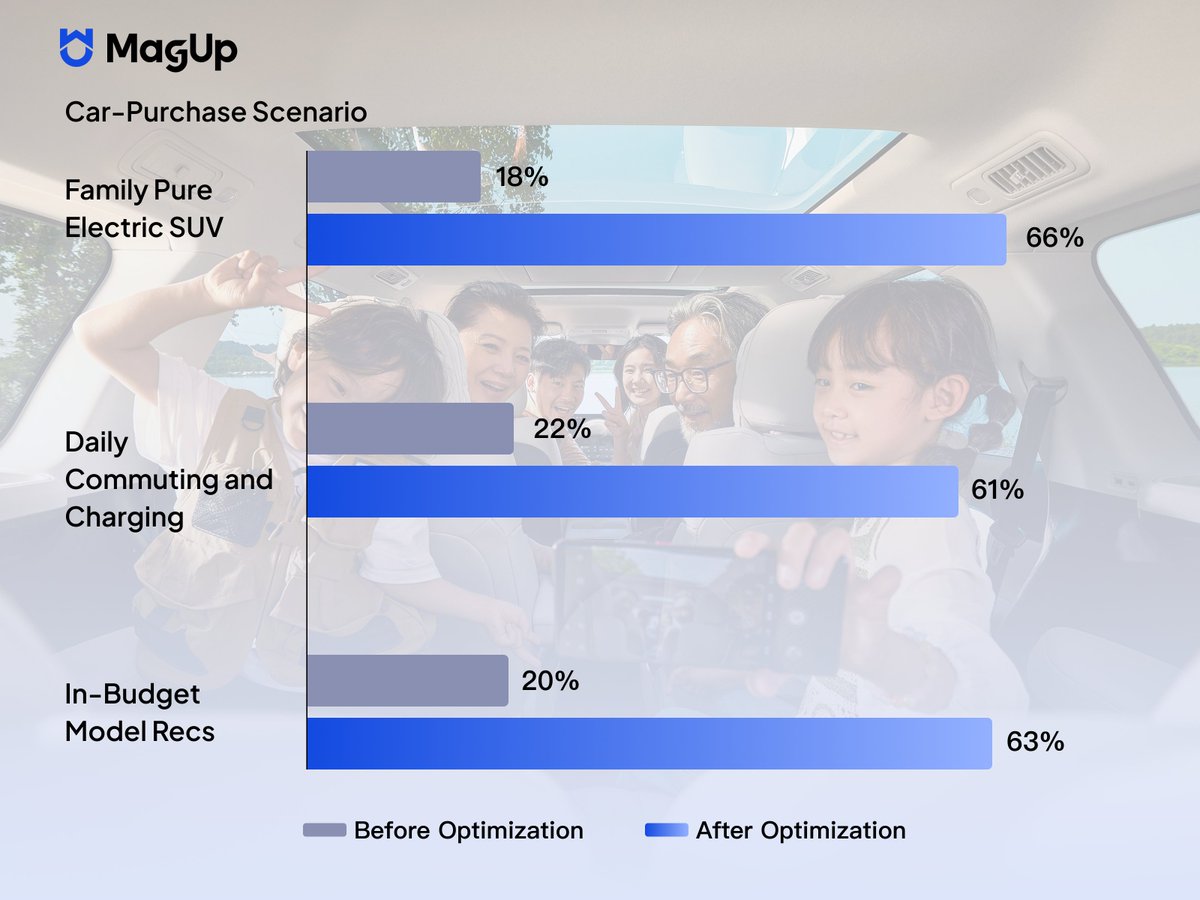 MagUp
Car-Purchase Scenario
Family Pure
Electric SUV
18%
66%
Daily
Commuting and
Charging
22%
61%
In-Budget
Model Recs
20%
63%
Before Optimization
After Optimization